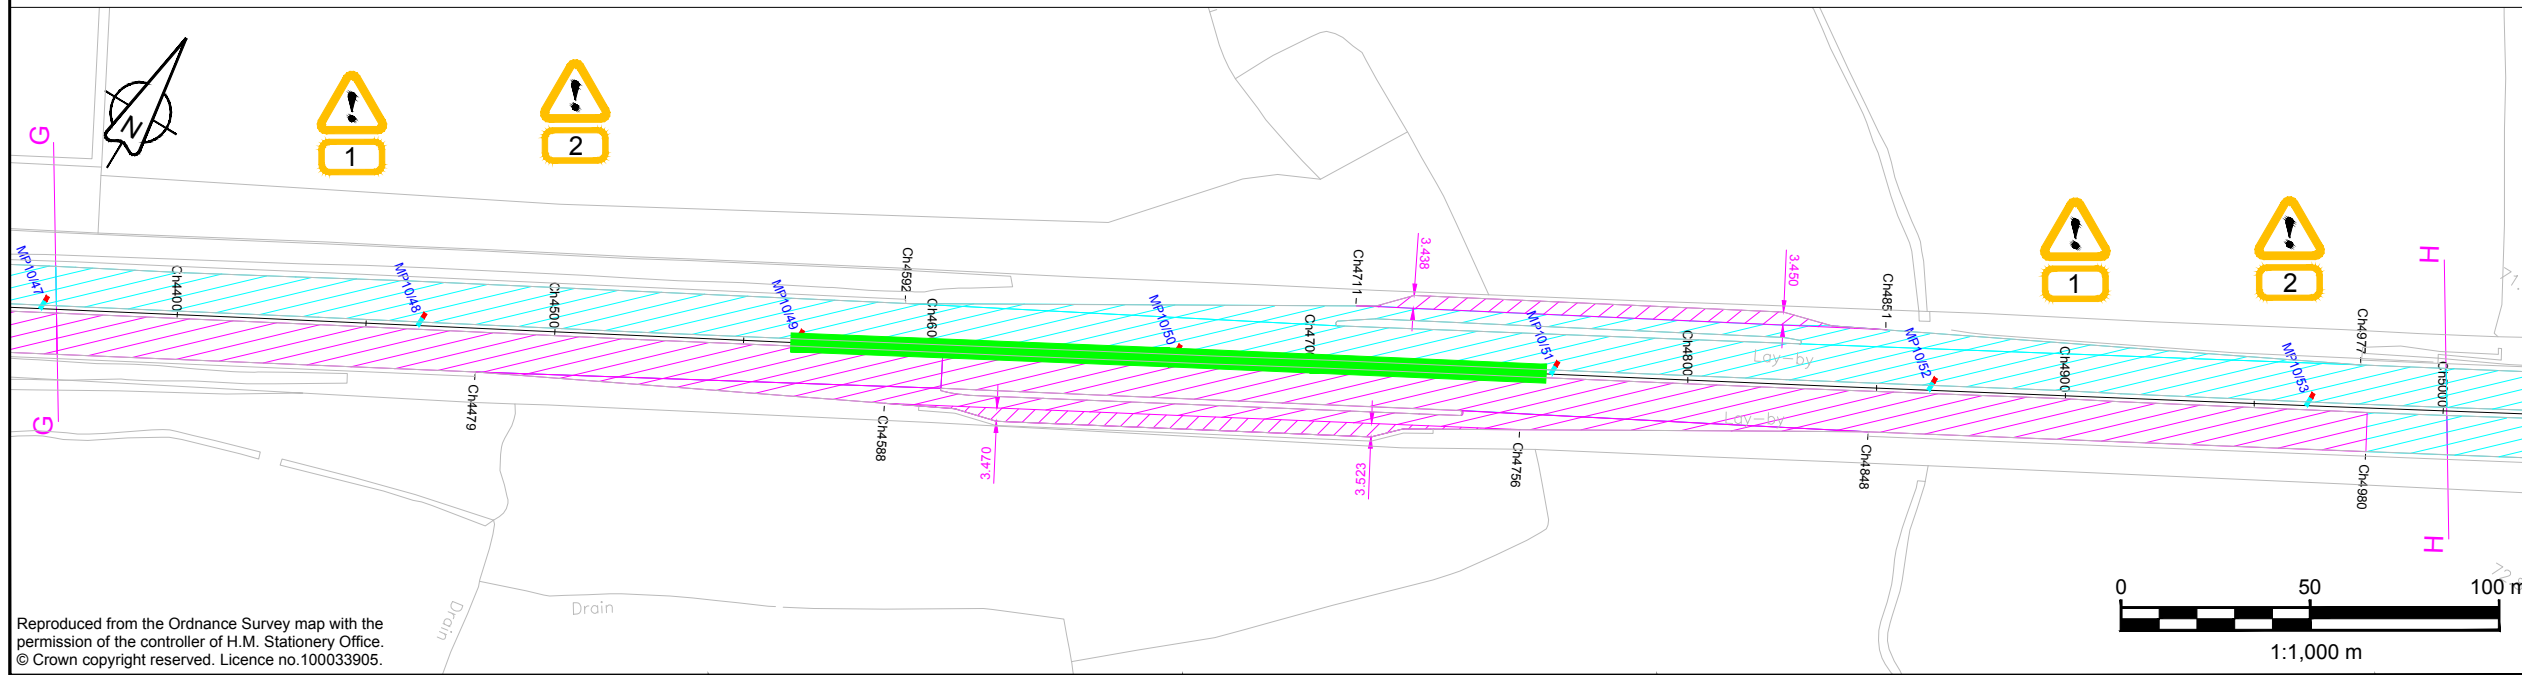 G
G
1
2
N
MP10/47
Ch4400
MP10/48
Ch4500
MP10/49
Ch4592
Ch460
MP10/50
Ch470
Ch4711
3.438
MP10/51
3.450
Ch4800
Lay-by
Lay-by
Ch4851
MP10/52
Ch4900
1
2
MP10/53
Ch4977
Ch5000
H
H
71.
Ch4479
Ch4588
3.470
3.523
Ch4756
Ch4848
Ch4980
Drain
Drain
0 50 100 m
1:1,000 m
Reproduced from the Ordnance Survey map with the
permission of the controller of H.M. Stationery Office.
© Crown copyright reserved. Licence no.100033905.